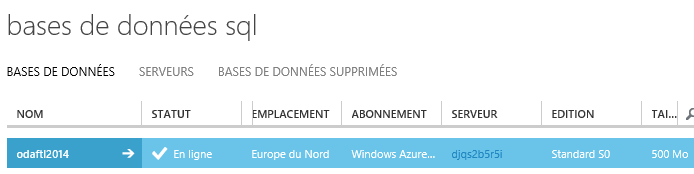 bases de données sql
BASES DE DONNÉES SERVEURS BASES DE DONNÉES SUPPRIMÉES
NOM STATUT EMPLACEMENT ABONNEMENT SERVEUR EDITION TAI...
odaftl2014 En ligne Europe du Nord Windows Azure... djqs2b5r5i Standard S0 500 Mo